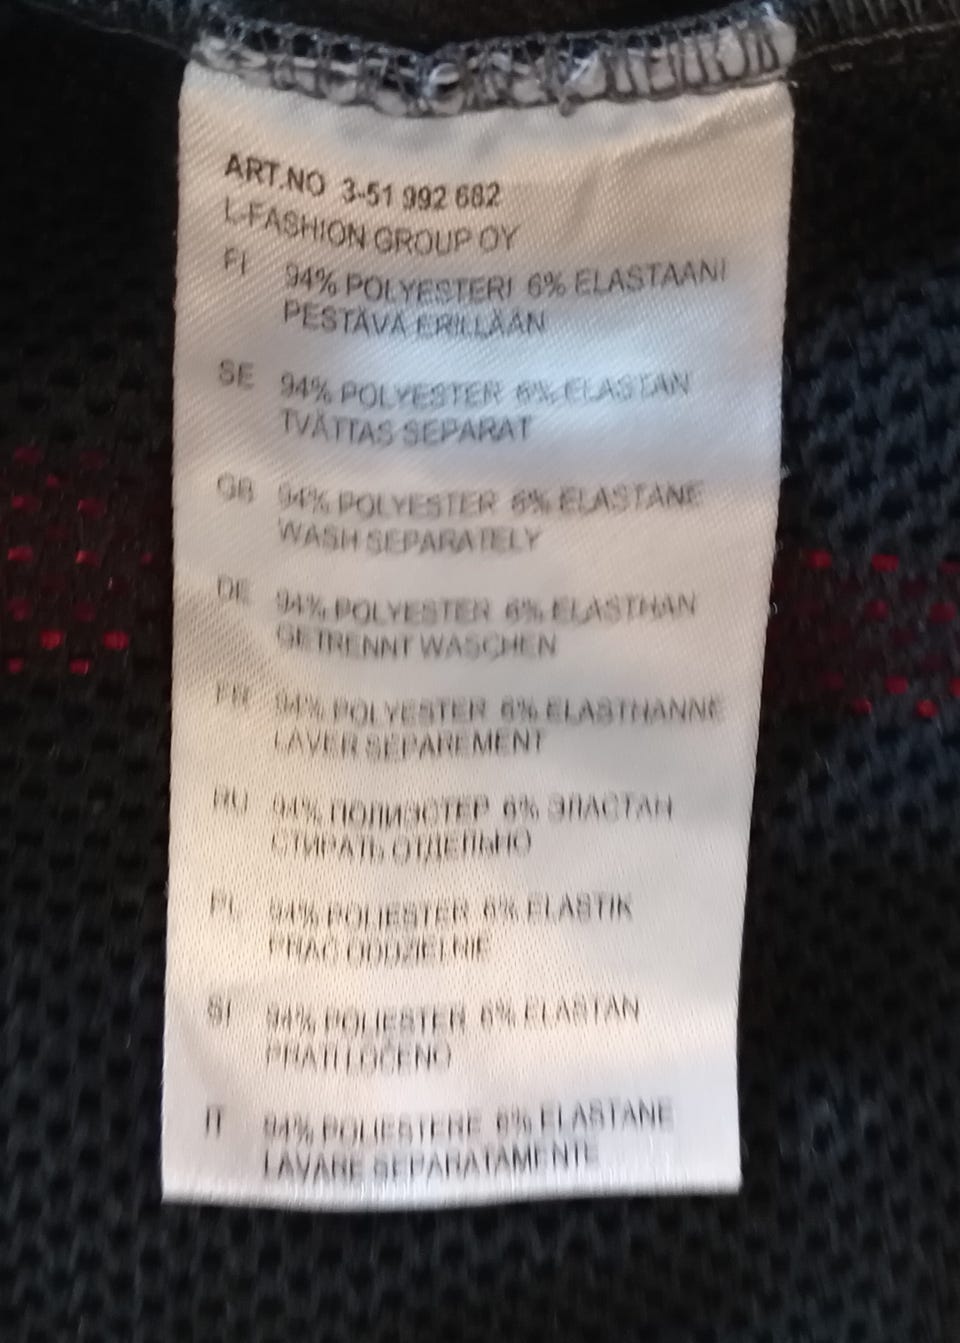 ART.NO 3-51 992 682
L-FASHION GROUP OY
FI 94% POLYESTERI 6% ELASTAANI
PESTÄVÄ ERILLÄÄN
SE 94% POLYESTER 6% ELASTAN
TVÄTTAS SEPARAT
GB 94% POLYESTER 6% ELASTANE
WASH SEPARATELY
DE 94% POLYESTER 6% ELASTHAN
GETRENNT WASCHEN
FR 94% POLYESTER 6% ELASTHANNE
LAVER SEPAREMENT
RU 94% ПОЛИЭСТЕР 6% ЭЛАСТАН
СТИРАТЬ ОТДЕЛЬНО
PL 94% POLIESTER 6% ELASTIK
PRAĆ ODDZIELNIE
SI 94% POLIESTER 6% ELASTAN
PRATI LOČENO
IT 94% POLIESTERE 6% ELASTANE
LAVARE SEPARATAMENTE